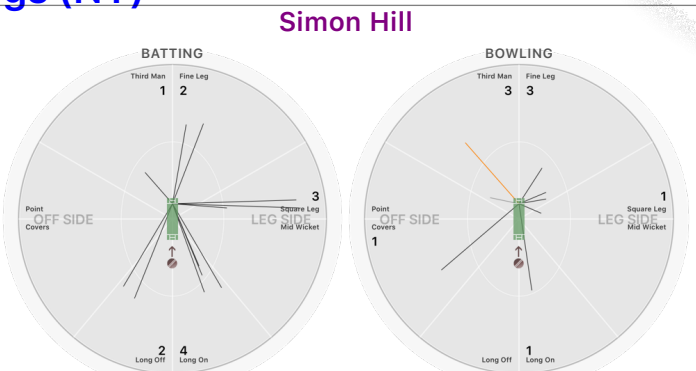 gs (NT)
Simon Hill
BATTING
Third Man Fine Leg
1 2
3
Point Square Leg
OFF SIDE LEG SIDE
Covers Mid Wicket
2 4
Long Off Long On
BOWLING
Third Man Fine Leg
3 3
1
Point Square Leg
OFF SIDE LEG SIDE
Covers Mid Wicket
1
1
Long Off Long On